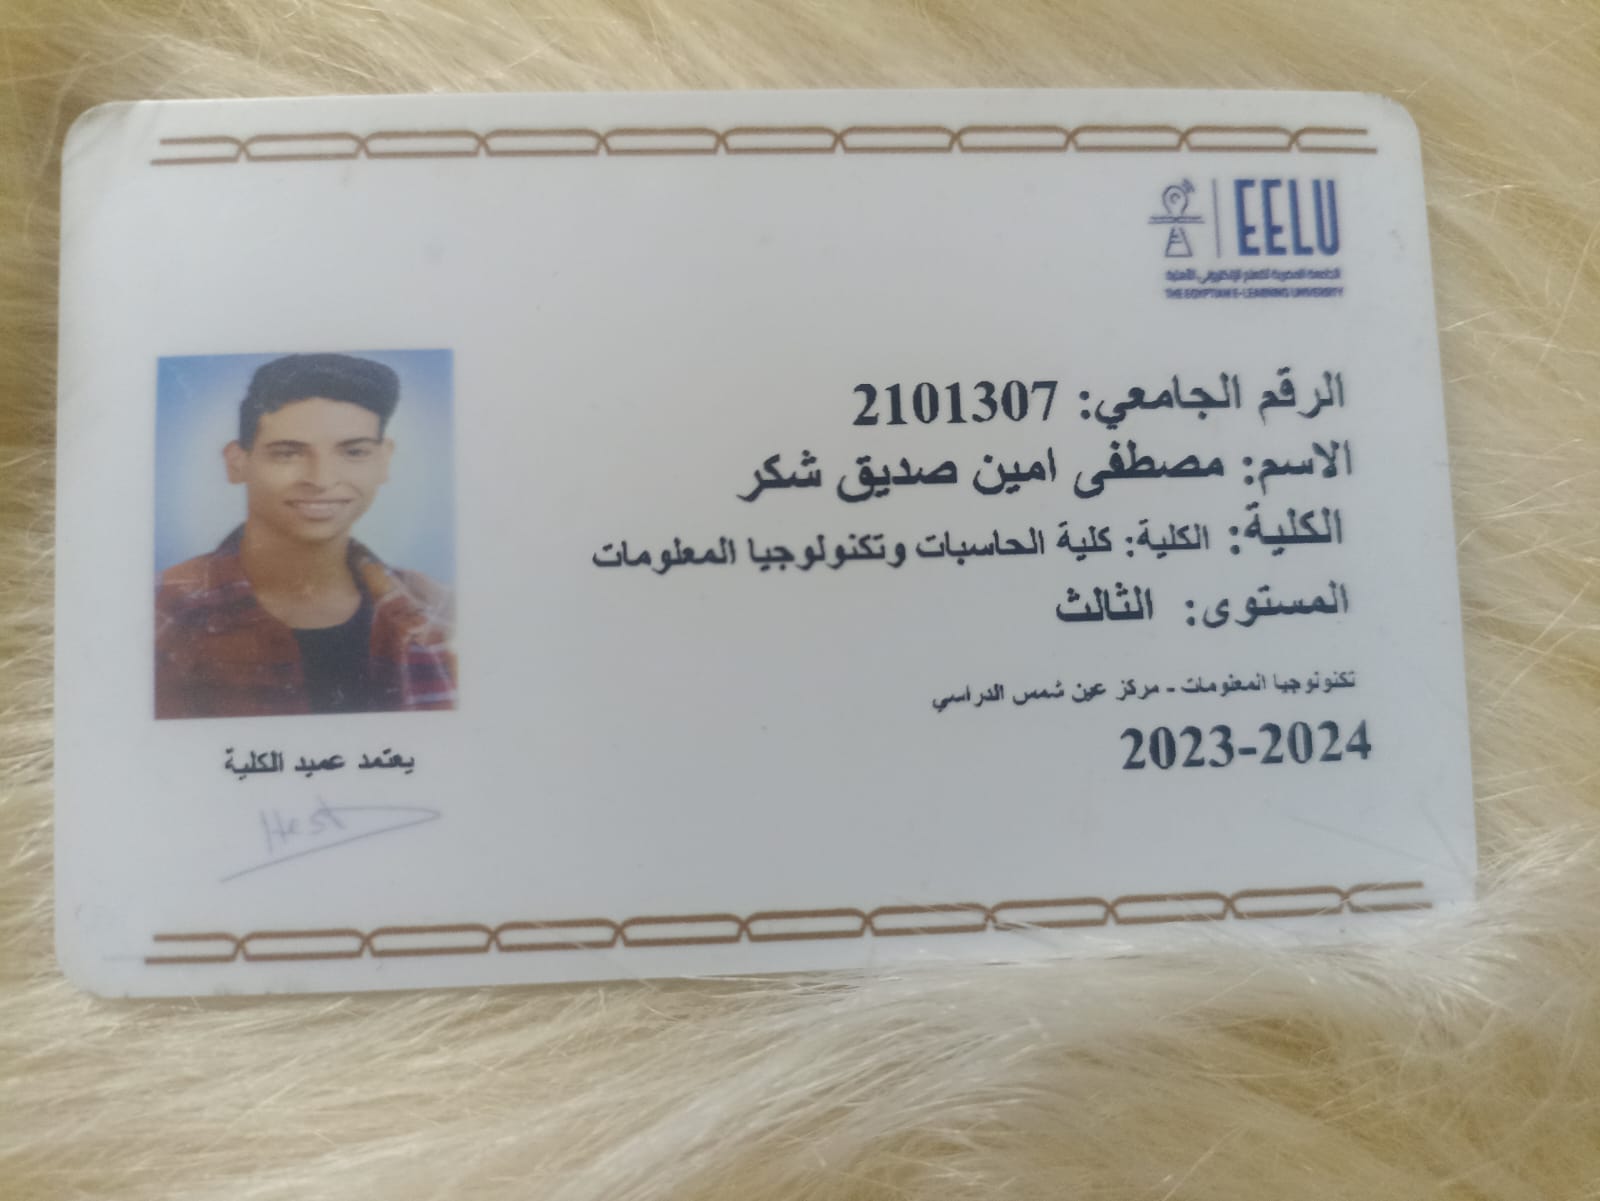 EELU
الجامعة المصرية للتعلم الإلكتروني الأهلية
THE EGYPTIAN E-LEARNING UNIVERSITY
الرقم الجامعي: 2101307
الاسم: مصطفى امين صديق شكر
الكلية: الكلية: كلية الحاسبات وتكنولوجيا المعلومات
المستوى: الثالث
تكنولوجيا المعلومات - مركز عين شمس الدراسي
2023-2024
يعتمد عميد الكلية